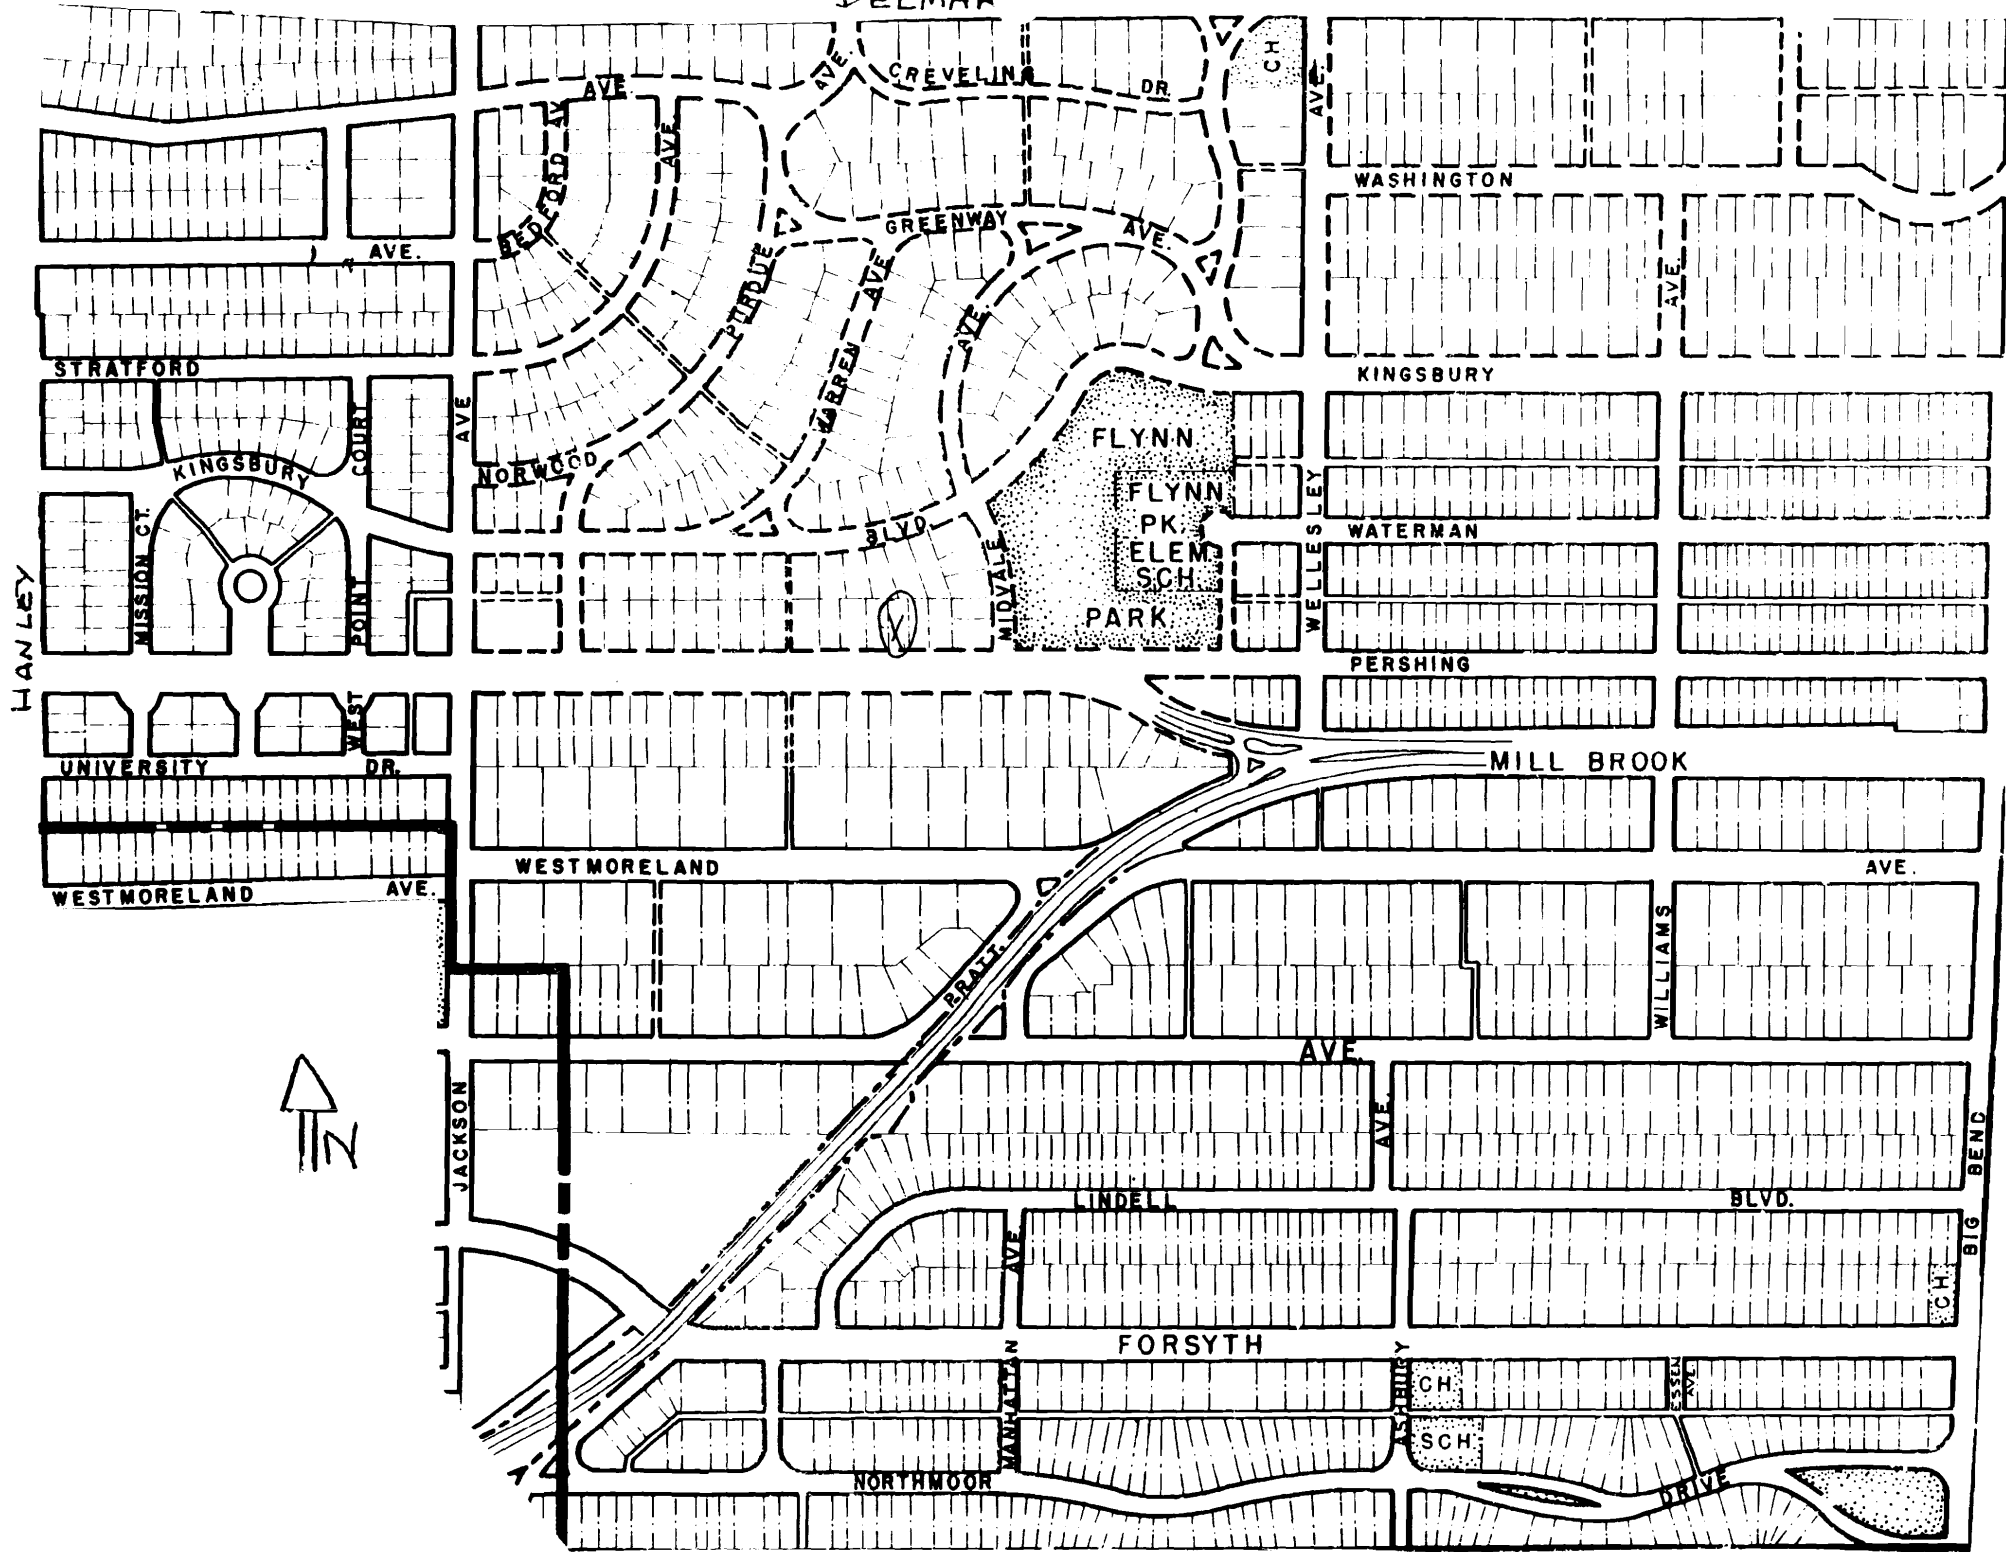 DELMAR
CH
AVE.
CREVELING
DR.
AVE
AVE.
BEDFORD AV
AVE.
WASHINGTON
GREENWAY
AVE.
AVE.
PURDUE
AVE.
AVE.
AVE.
STRATFORD
KINGSBURY
WARREN
AVE
COURT
FLYNN
KINGSBURY
NORWOOD
FLYNN
PK.
ELEM
SCH.
PARK
WELLESLEY
WATERMAN
BLVD.
MISSION CT.
POINT
MIDVALE
X
HANLEY
PERSHING
WEST
UNIVERSITY
DR.
MILL BROOK
WESTMORELAND
AVE.
WESTMORELAND
AVE.
WILLIAMS
PRATT
AVE.
N
JACKSON
AVE.
BIG BEND
LINDELL
BLVD.
AVE
CH.
FORSYTH
MANHATTAN
ASHBURY
CH.
ESSEN
AVE.
SCH.
NORTHMOOR
DRIVE